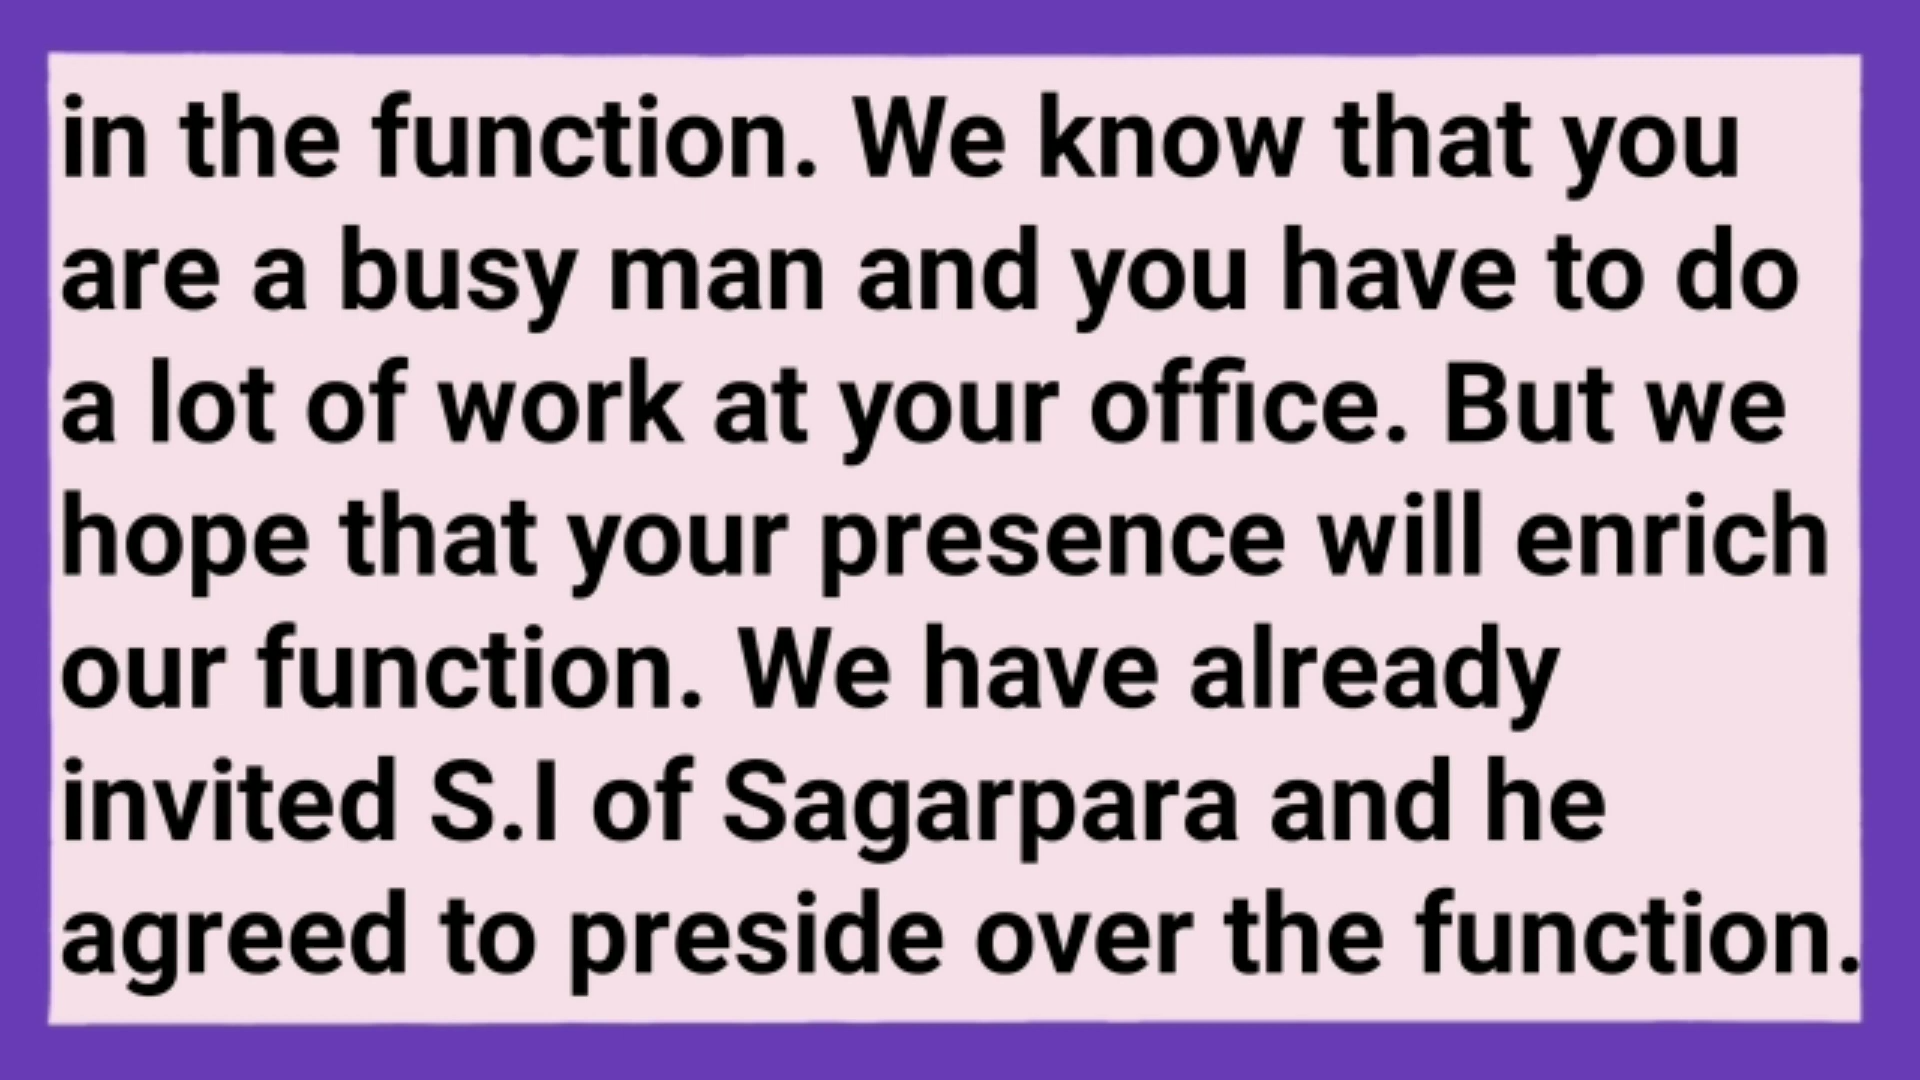 in the function. We know that you
are a busy man and you have to do
a lot of work at your office. But we
hope that your presence will enrich
our function. We have already
invited S.I of Sagarpara and he
agreed to preside over the function.